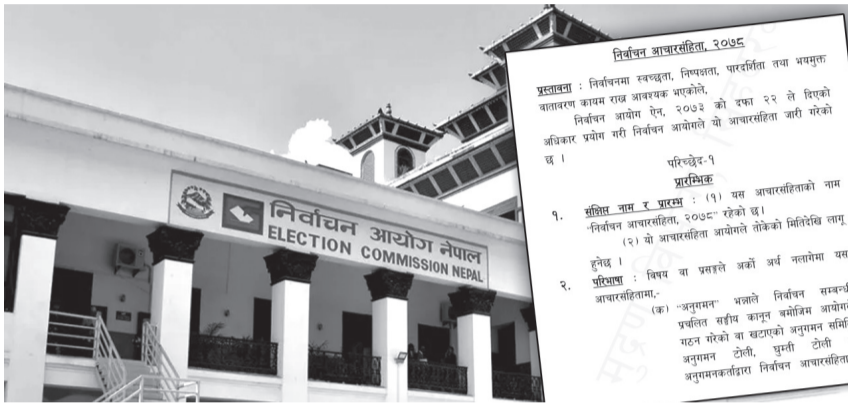 निर्वाचन आयोग नेपाल
ELECTION COMMISSION NEPAL
निर्वाचन आचारसंहिता, २०७८
प्रस्तावना : निर्वाचनमा स्वच्छता, निष्पक्षता, पारदर्शिता तथा भयमुक्त
वातावरण कायम राख्न आवश्यक भएकोले,
निर्वाचन आयोग ऐन, २०७३ को दफा २२ ले दिएको
अधिकार प्रयोग गरी निर्वाचन आयोगले यो आचारसंहिता जारी गरेको
छ ।
परिच्छेद-१
प्रारम्भिक
१. संक्षिप्त नाम र प्रारम्भ : (१) यस आचारसंहिताको नाम
"निर्वाचन आचारसंहिता, २०७८" रहेको छ।
(२) यो आचारसंहिता आयोगले तोकेको मितिदेखि लागू
हुनेछ ।
२. परिभाषा : विषय वा प्रसङ्गले अर्को अर्थ नलागेमा यस
आचारसंहितामा,-
(क) "अनुगमन" भन्नाले निर्वाचन सम्बन्धी
प्रचलित सङ्घीय कानून बमोजिम आयोगले
गठन गरेको वा खटाएको अनुगमन समिति
अनुगमन टोली, घुम्ती टोली
अनुगमनकर्ताद्वारा निर्वाचन आचारसंहिता